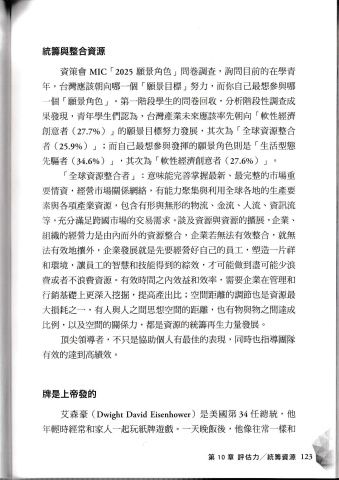 統籌與整合資源
資策會 MIC「2025 願景角色」問卷調查，詢問目前的在學青
年，台灣應該朝向哪一個「願景目標」努力，而你自己最想參與哪
一個「願景角色」，第一階段學生的問卷回收，分析階段性調查成
果發現，青年學生們認為，台灣產業未來應該率先朝向「軟性經濟
創意者（27.7%）」的願景目標努力發展，其次為「全球資源整合
者（25.9%）」；而自己最想參與發揮的願景角色則是「生活型態
先驅者（34.6%）」，其次為「軟性經濟創意者（27.6%）」。
「全球資源整合者」：意味能完善掌握最新、最完整的市場重
要情資，經營市場關係網絡，有能力聚集與利用全球各地的生產要
素與各項產業資源，包含有形與無形的物流、金流、人流、資訊流
等，充分滿足跨國市場的交易需求。談及資源與資源的擴展，企業、
組織的經營力是由內而外的資源整合，企業若無法有效整合，就無
法有效地擴外，企業發展就是先要經營好自己的員工，塑造一片祥
和環境，讓員工的智慧和技能得到的綜效，才可能做到盡可能少浪
費或者不浪費資源。有效時間之內效益和效率，需要企業在管理和
行銷基礎上更深入挖掘，提高產出比；空間距離的調節也是資源最
大損耗之一，有人與人之間思想空間的距離，也有物與物之間達成
比例，以及空間的關係力，都是資源的統籌再生力量發展。
頂尖領導者，不只是協助個人有最佳的表現，同時也指導團隊
有效的達到高績效。
牌是上帝發的
艾森豪（Dwight David Eisenhower）是美國第 34 任總統，他
年輕時經常和家人一起玩紙牌遊戲。一天晚飯後，他像往常一樣和
第 10 章 評估力／統籌資源 123